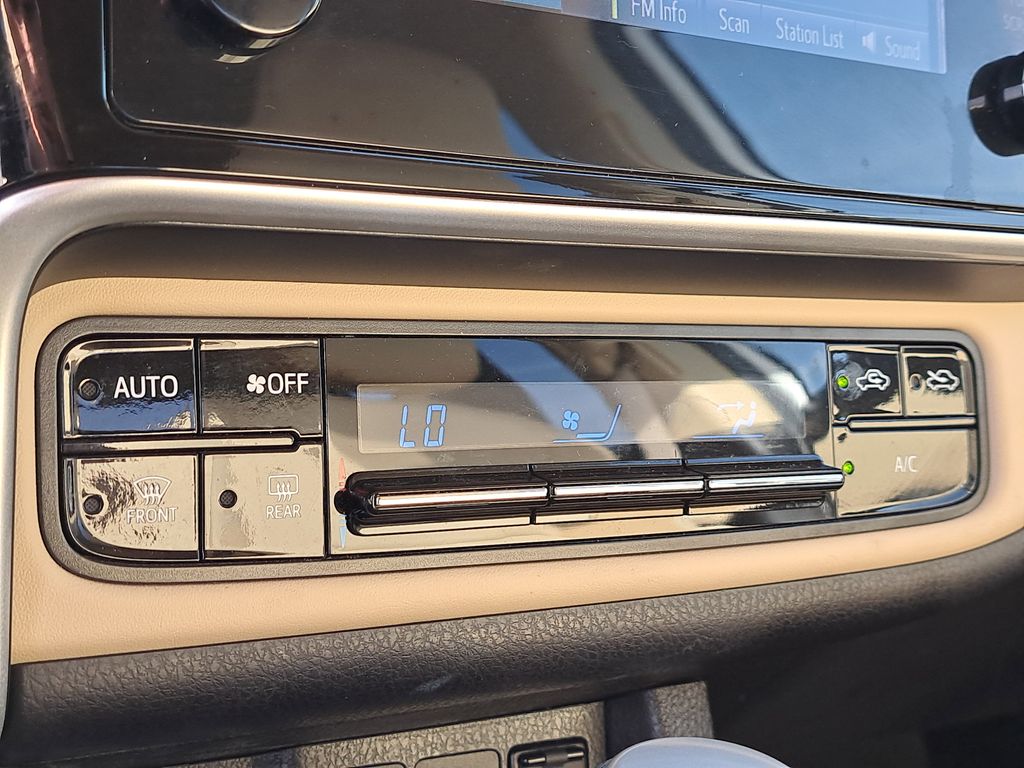 FM Info Scan Station List Sound
AUTO OFF
LO
FRONT REAR
A/C